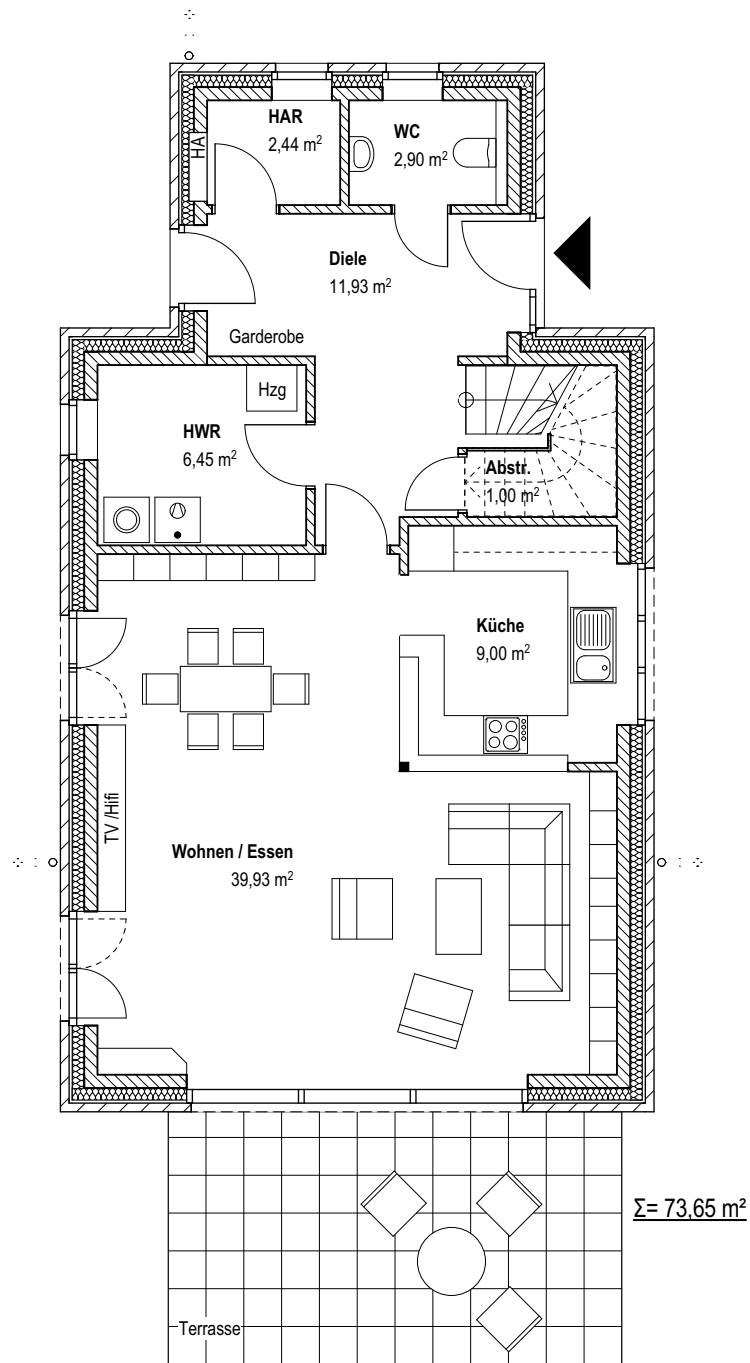 HAR
2,44 m²
WC
2,90 m²
HA
Diele
11,93 m²
Garderobe
Hzg
HWR
6,45 m²
Abstr.
1,00 m²
Küche
9,00 m²
TV /Hifi
Wohnen / Essen
39,93 m²
Σ= 73,65 m²
Terrasse